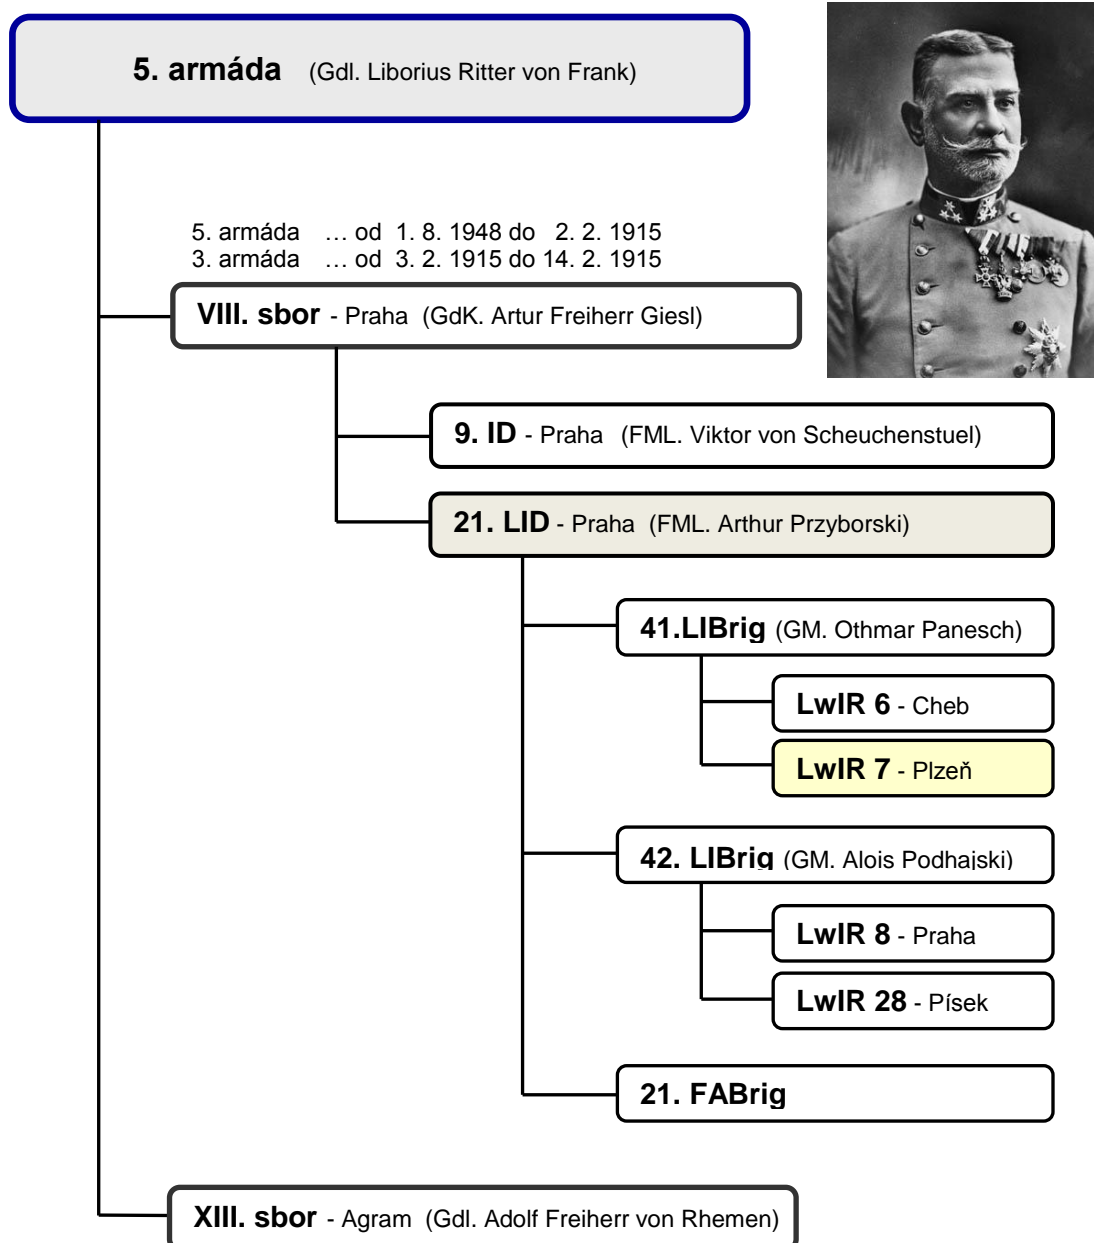 5. armáda (GdI. Liborius Ritter von Frank)
5. armáda … od 1. 8. 1948 do 2. 2. 1915
3. armáda … od 3. 2. 1915 do 14. 2. 1915
VIII. sbor - Praha (GdK. Artur Freiherr Giesl)
9. ID - Praha (FML. Viktor von Scheuchenstuel)
21. LID - Praha (FML. Arthur Przyborski)
41.LIBrig (GM. Othmar Panesch)
LwIR 6 - Cheb
LwIR 7 - Plzeň
42. LIBrig (GM. Alois Podhajski)
LwIR 8 - Praha
LwIR 28 - Písek
21. FABrig
XIII. sbor - Agram (GdI. Adolf Freiherr von Rhemen)